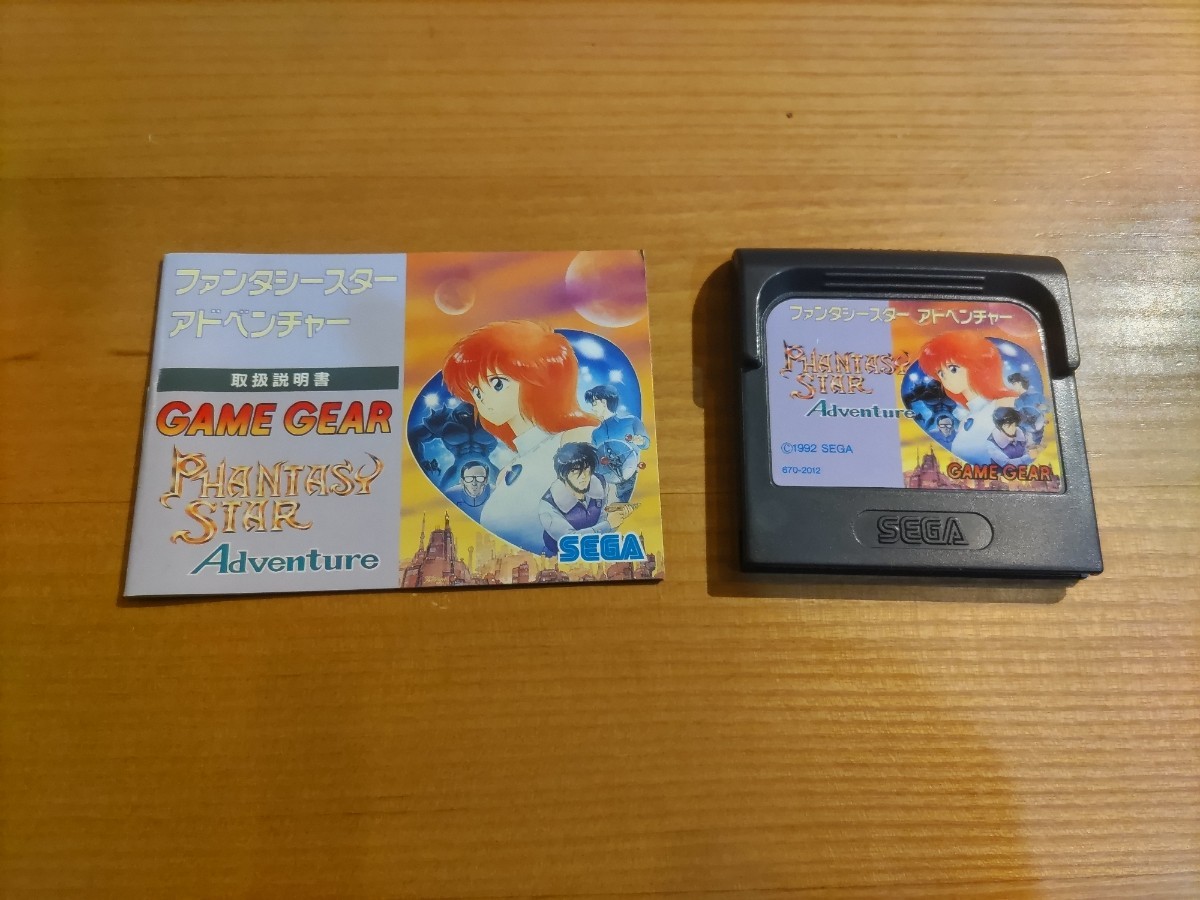 ファンタシースター
アドベンチャー
取扱説明書
GAME GEAR
PHANTASY
STAR
Adventure
SEGA
ファンタシースター アドベンチャー
PHANTASY
STAR
Adventure
©1992 SEGA
670-2012
GAME GEAR
SEGA